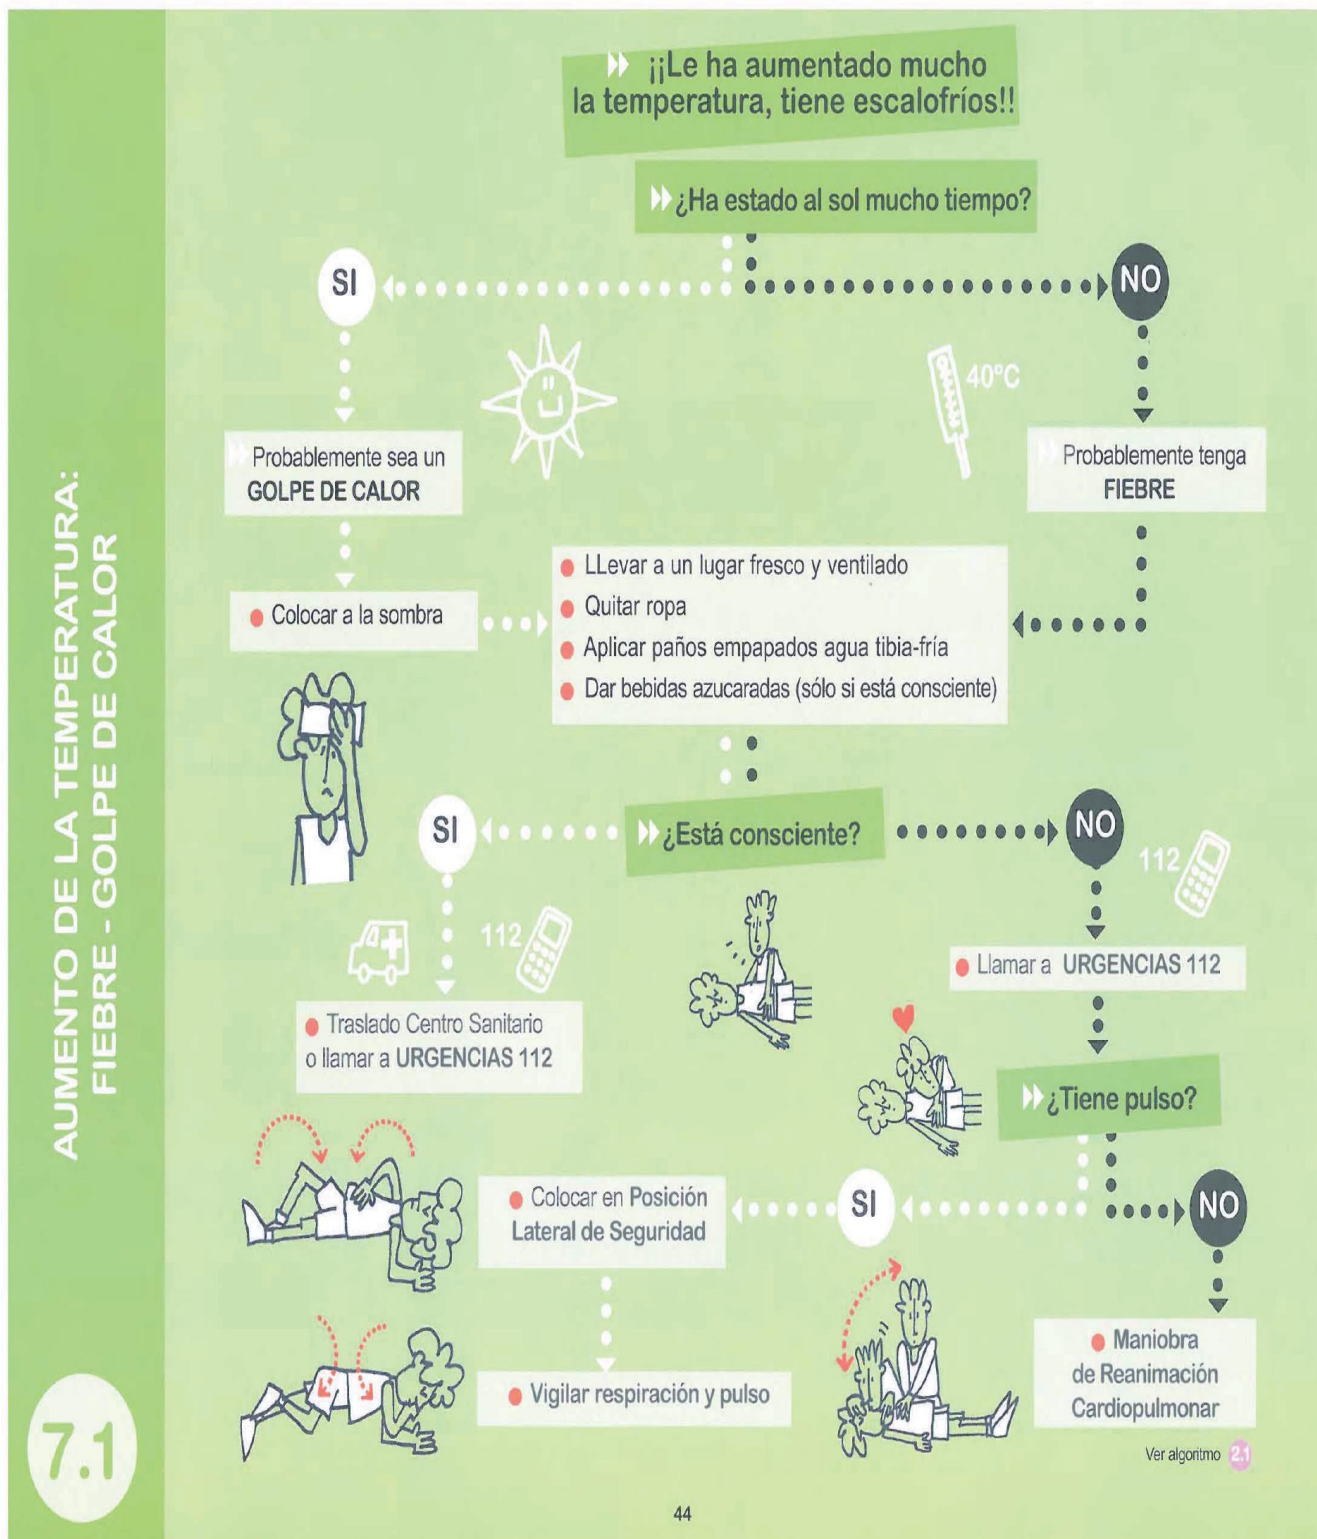 AUMENTO DE LA TEMPERATURA:
FIEBRE - GOLPE DE CALOR
7.1
¡¡Le ha aumentado mucho
la temperatura, tiene escalofríos!!
¿Ha estado al sol mucho tiempo?
SI
NO
40ºC
Probablemente sea un
GOLPE DE CALOR
Probablemente tenga
FIEBRE
Colocar a la sombra
LLevar a un lugar fresco y ventilado
Quitar ropa
Aplicar paños empapados agua tibia-fría
Dar bebidas azucaradas (sólo si está consciente)
¿Está consciente?
SI
NO
112
112
Traslado Centro Sanitario
o llamar a URGENCIAS 112
Llamar a URGENCIAS 112
¿Tiene pulso?
SI
NO
Colocar en Posición
Lateral de Seguridad
Vigilar respiración y pulso
Maniobra
de Reanimación
Cardiopulmonar
Ver algoritmo 2.1
44